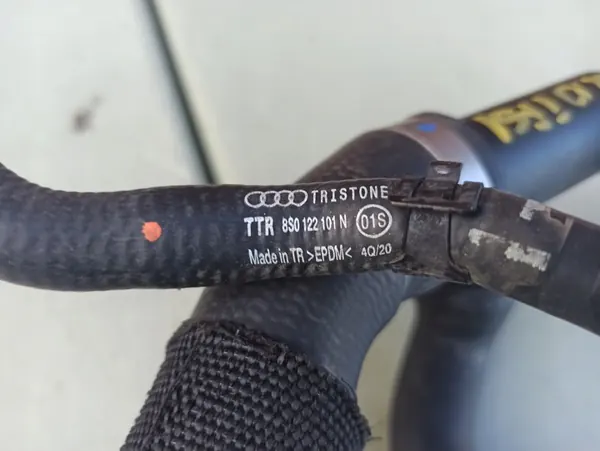 TRISTONE
TTR 8S0 122 101 N 01S
Made in TR >EPDM< 4Q/20